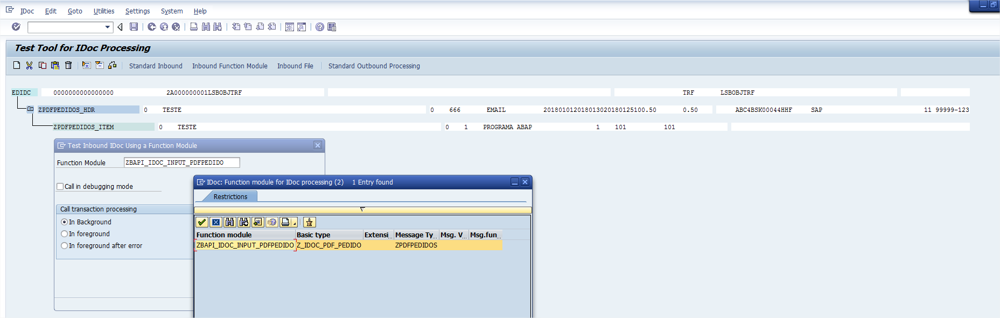 IDoc Edit Goto Utilities Settings System Help
Test Tool for IDoc Processing
Standard Inbound Inbound Function Module Inbound File Standard Outbound Processing
EDIDC 0000000000000000 2A000000001LSBOBJTRF TRF LSBOBJTRF
ZPDFPEDIDOS_HDR 0 TESTE 0 666 EMAIL 201801012018013020180125100.50 0.50 ABC4BSK00044HHF SAP 11 99999-123
ZPDFPEDIDOS_ITEM 0 TESTE 0 1 PROGRAMA ABAP 1 101 101
Test Inbound IDoc Using a Function Module
Function Module ZBAPI_IDOC_INPUT_PDFPEDIDO
Call in debugging mode
Call transaction processing
In Background
In foreground
In foreground after error
IDoc: Function module for IDoc processing (2) 1 Entry found
Restrictions
Function module Basic type Extensi... Message Ty... Msg. V... Msg.fun...
ZBAPI_IDOC_INPUT_PDFPEDIDO Z_IDOC_PDF_PEDIDO ZPDFPEDIDOS